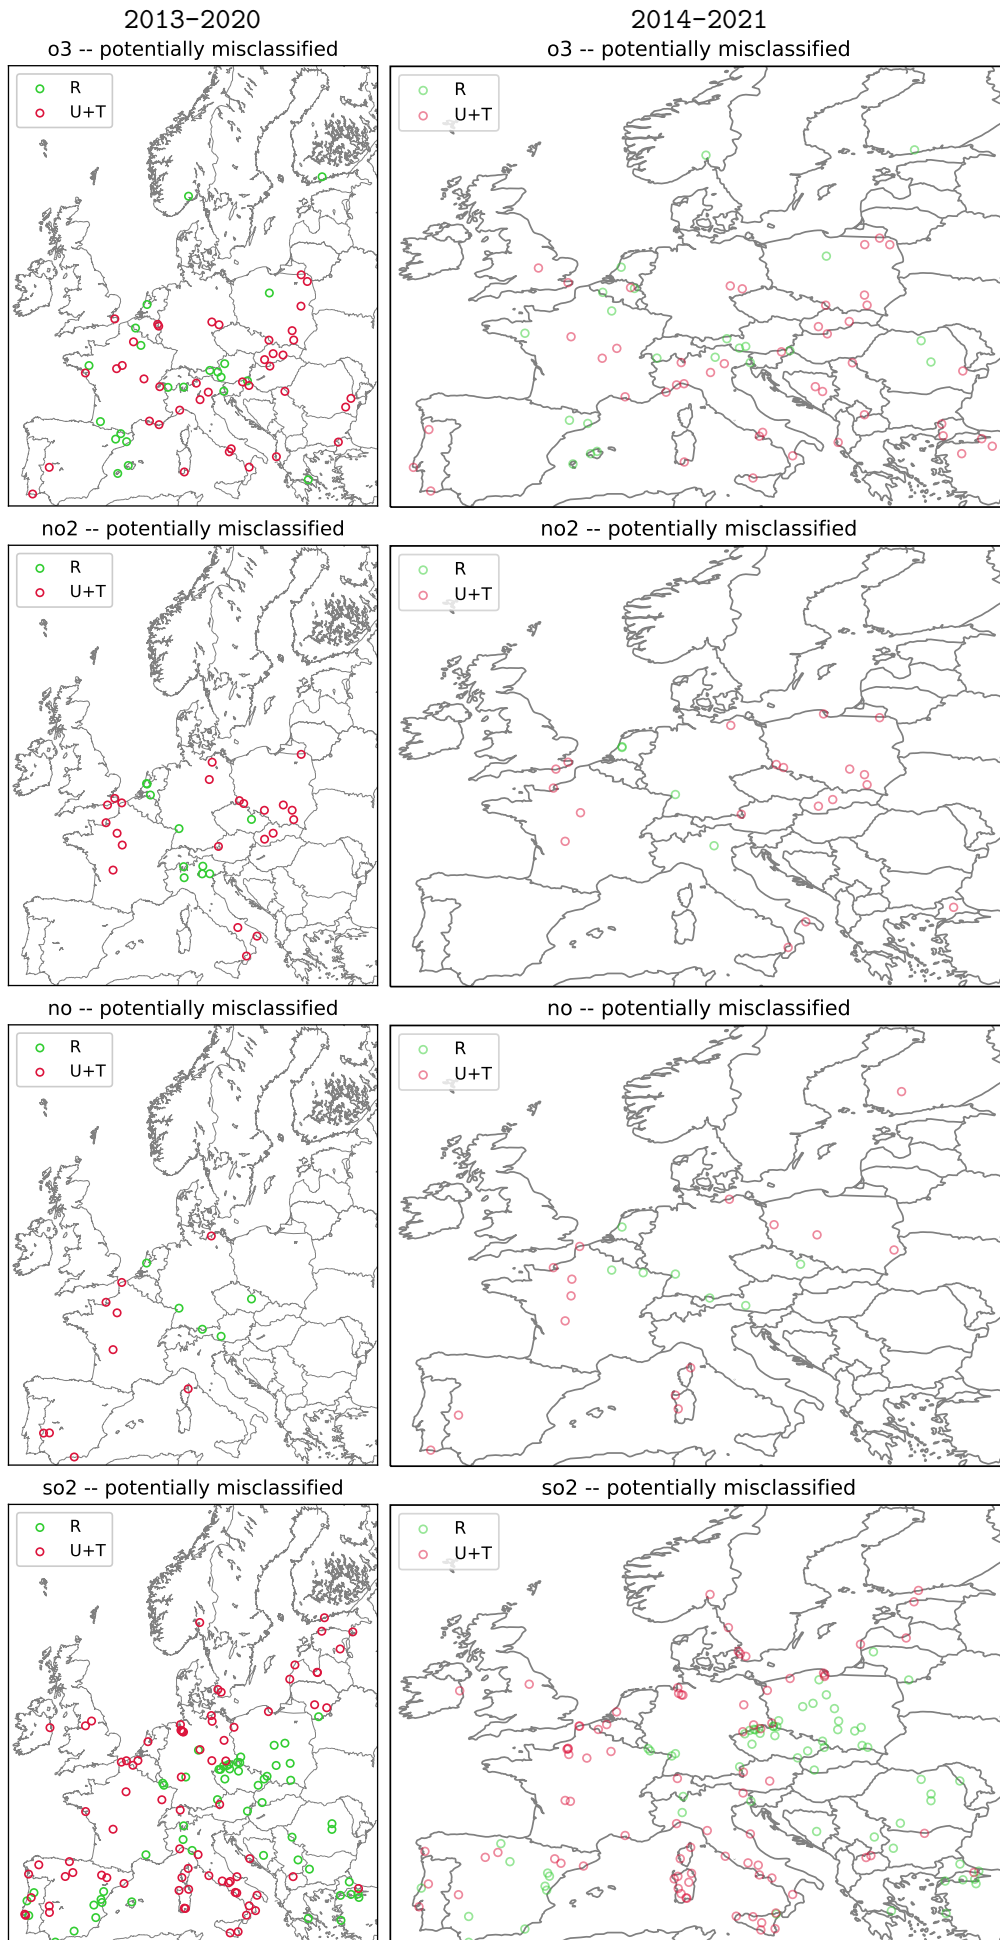 2013-2020 2014-2021
o3 -- potentially misclassified o3 -- potentially misclassified
R R
U+T U+T
no2 -- potentially misclassified no2 -- potentially misclassified
R R
U+T U+T
no -- potentially misclassified no -- potentially misclassified
R R
U+T U+T
so2 -- potentially misclassified so2 -- potentially misclassified
R R
U+T U+T